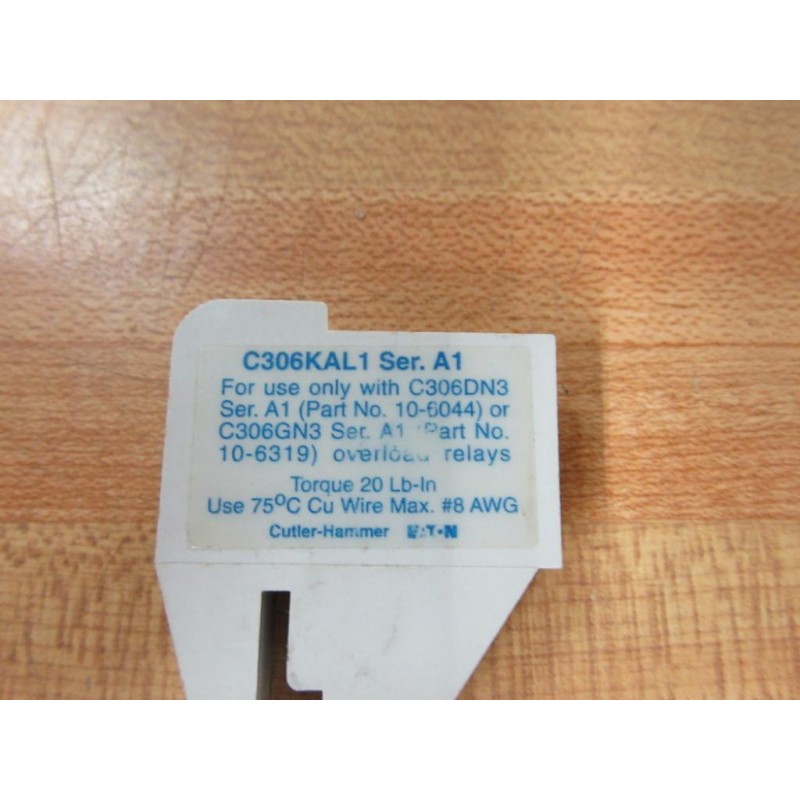 C306KAL1 Ser. A1
For use only with C306DN3
Ser. A1 (Part No. 10-6044) or
C306GN3 Ser. A1 (Part No.
10-6319) overload relays
Torque 20 Lb-In
Use 75°C Cu Wire Max. #8 AWG
Cutler-Hammer EAT•N